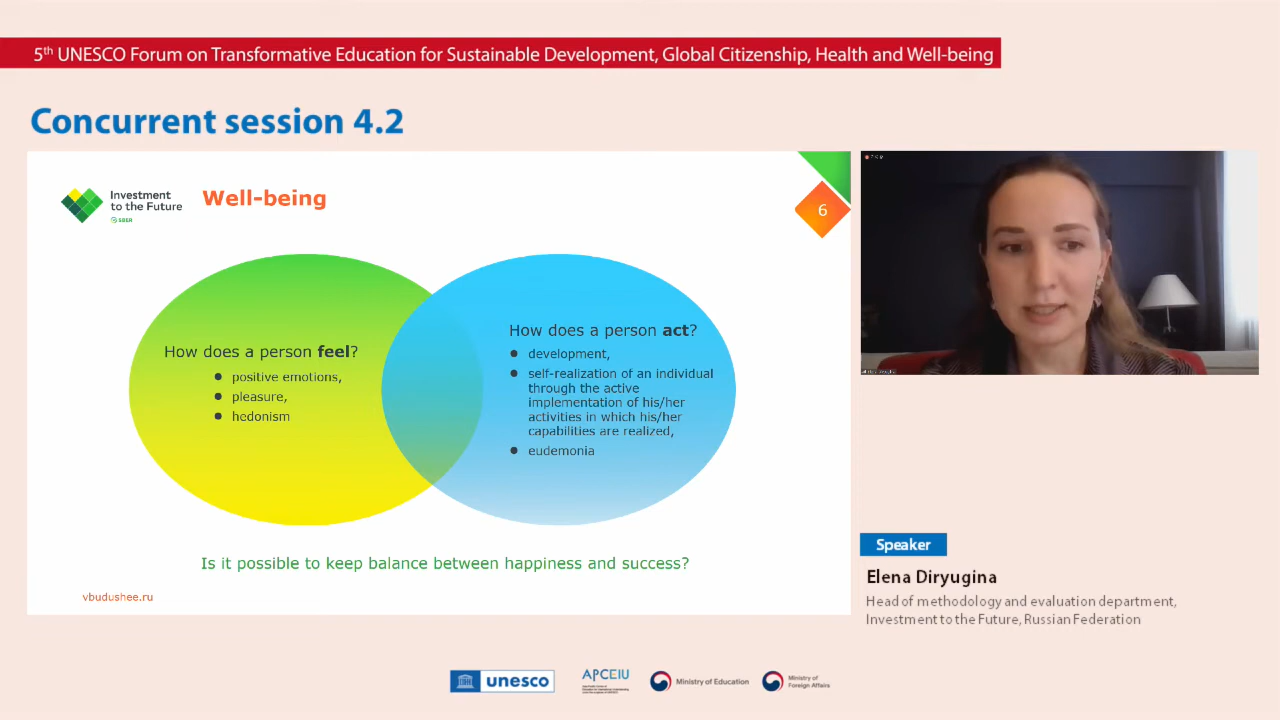 5th UNESCO Forum on Transformative Education for Sustainable Development, Global Citizenship, Health and Well-being
Concurrent session 4.2
Investment
to the Future
SBER
Well-being
6
How does a person feel?
● positive emotions,
● pleasure,
● hedonism
How does a person act?
● development,
● self-realization of an individual
through the active
implementation of his/her
activities in which his/her
capabilities are realized,
● eudemonia
Is it possible to keep balance between happiness and success?
vbudushee.ru
Speaker
Elena Diryugina
Head of methodology and evaluation department,
Investment to the Future, Russian Federation
unesco
APCEIU
Ministry of Education
Ministry of
Foreign Affairs